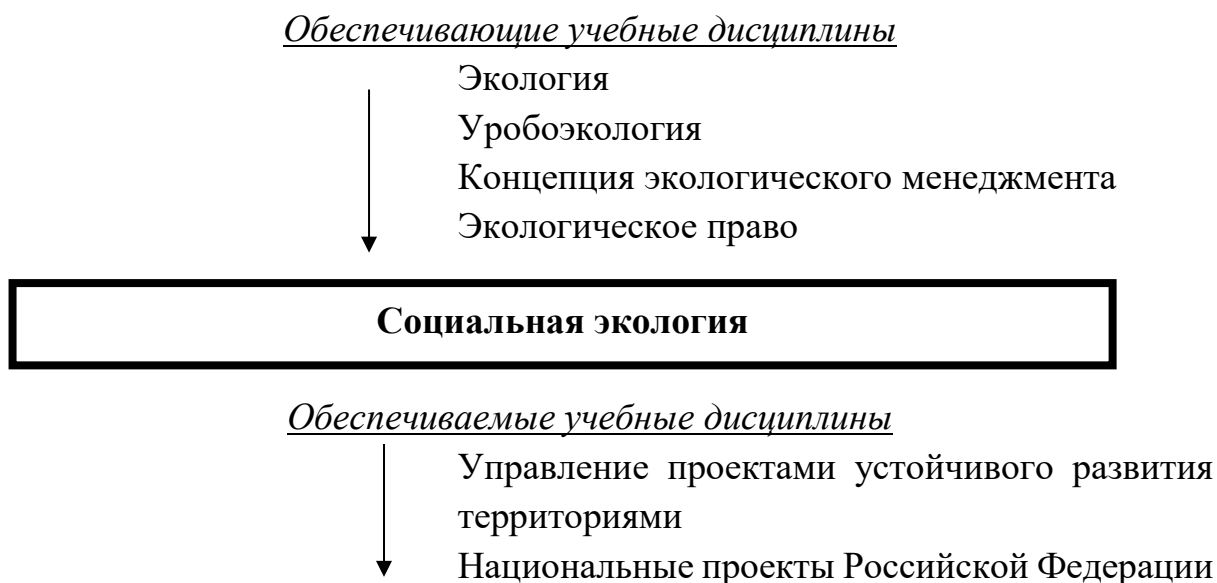 Обеспечивающие учебные дисциплины
Экология
Уробоэкология
Концепция экологического менеджмента
Экологическое право
Социальная экология
Обеспечиваемые учебные дисциплины
Управление проектами устойчивого развития
территориями
Национальные проекты Российской Федерации